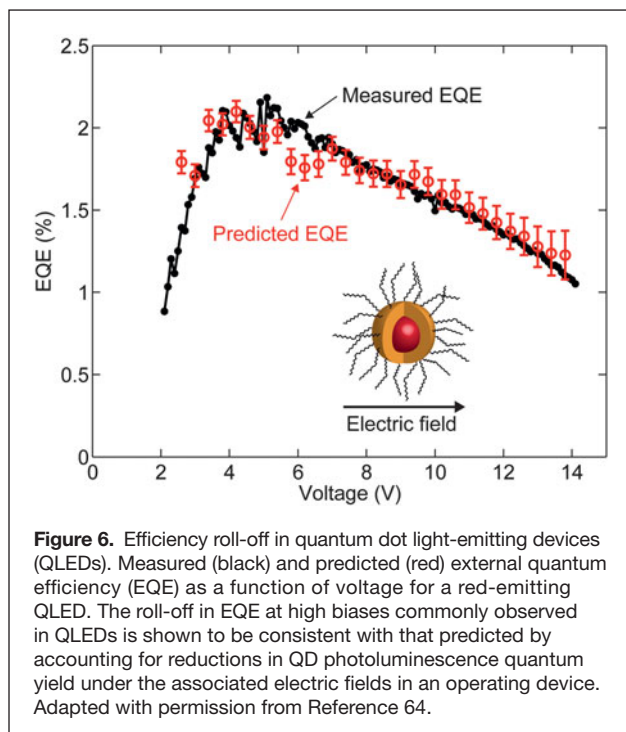 2.5
2
1.5
1
0.5
0
EQE (%)
Measured EQE
Predicted EQE
Electric field
0 2 4 6 8 10 12 14
Voltage (V)
Figure 6. Efficiency roll-off in quantum dot light-emitting devices
(QLEDs). Measured (black) and predicted (red) external quantum
efficiency (EQE) as a function of voltage for a red-emitting
QLED. The roll-off in EQE at high biases commonly observed
in QLEDs is shown to be consistent with that predicted by
accounting for reductions in QD photoluminescence quantum
yield under the associated electric fields in an operating device.
Adapted with permission from Reference 64.